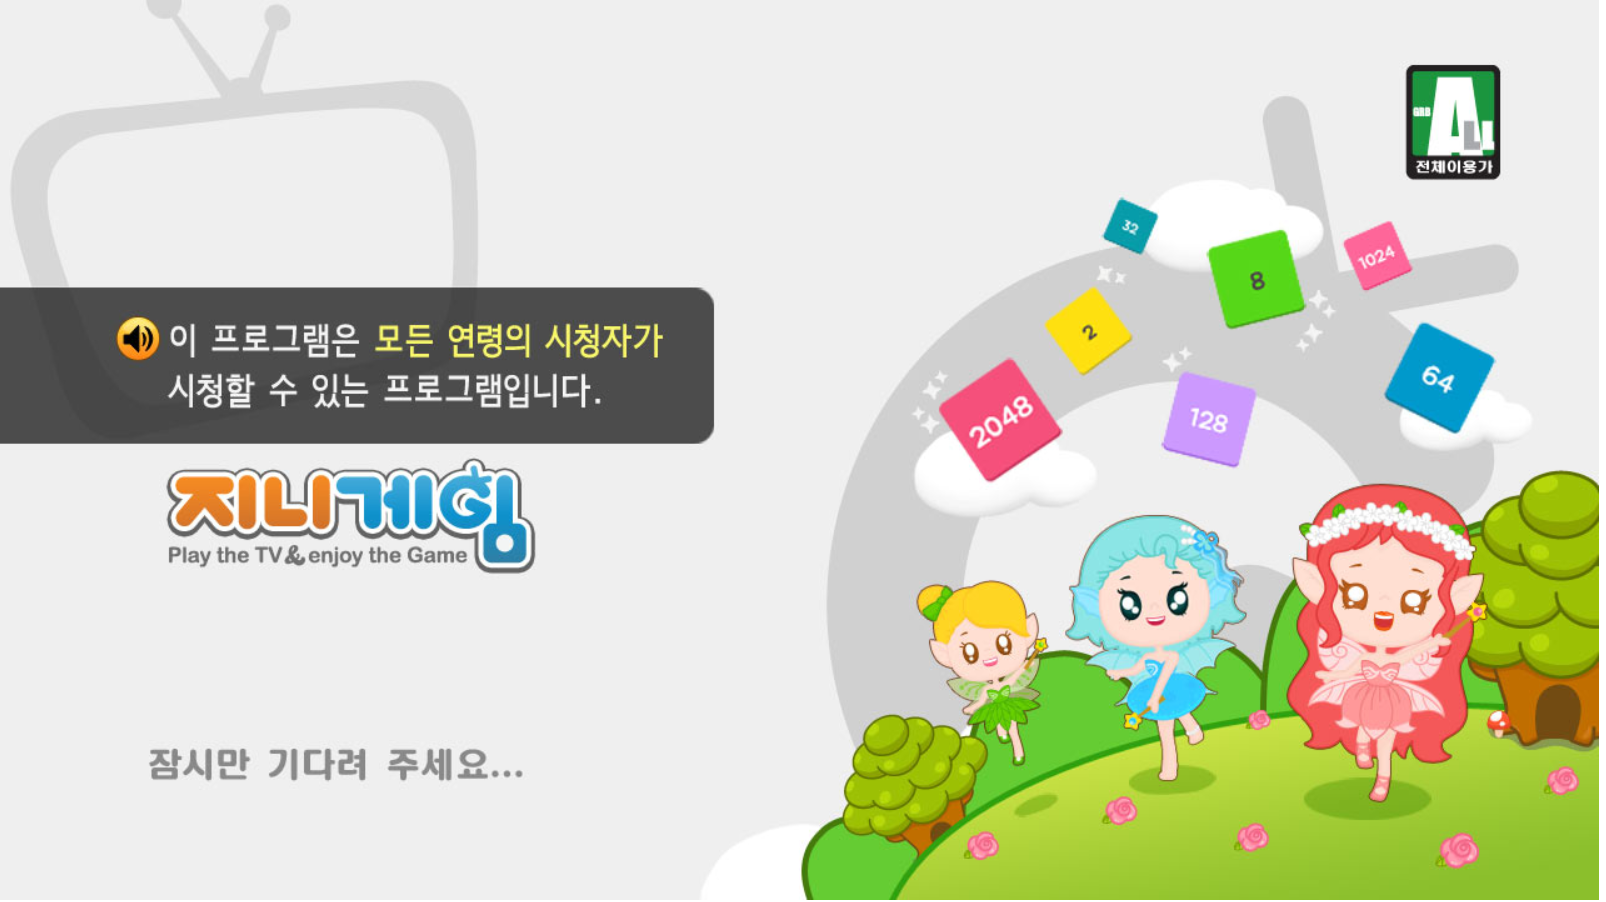 GRB
ALL
전체이용가
32
8
1024
2
64
2048
128
이 프로그램은 모든 연령의 시청자가
시청할 수 있는 프로그램입니다.
지니게임
Play the TV & enjoy the Game
잠시만 기다려 주세요...